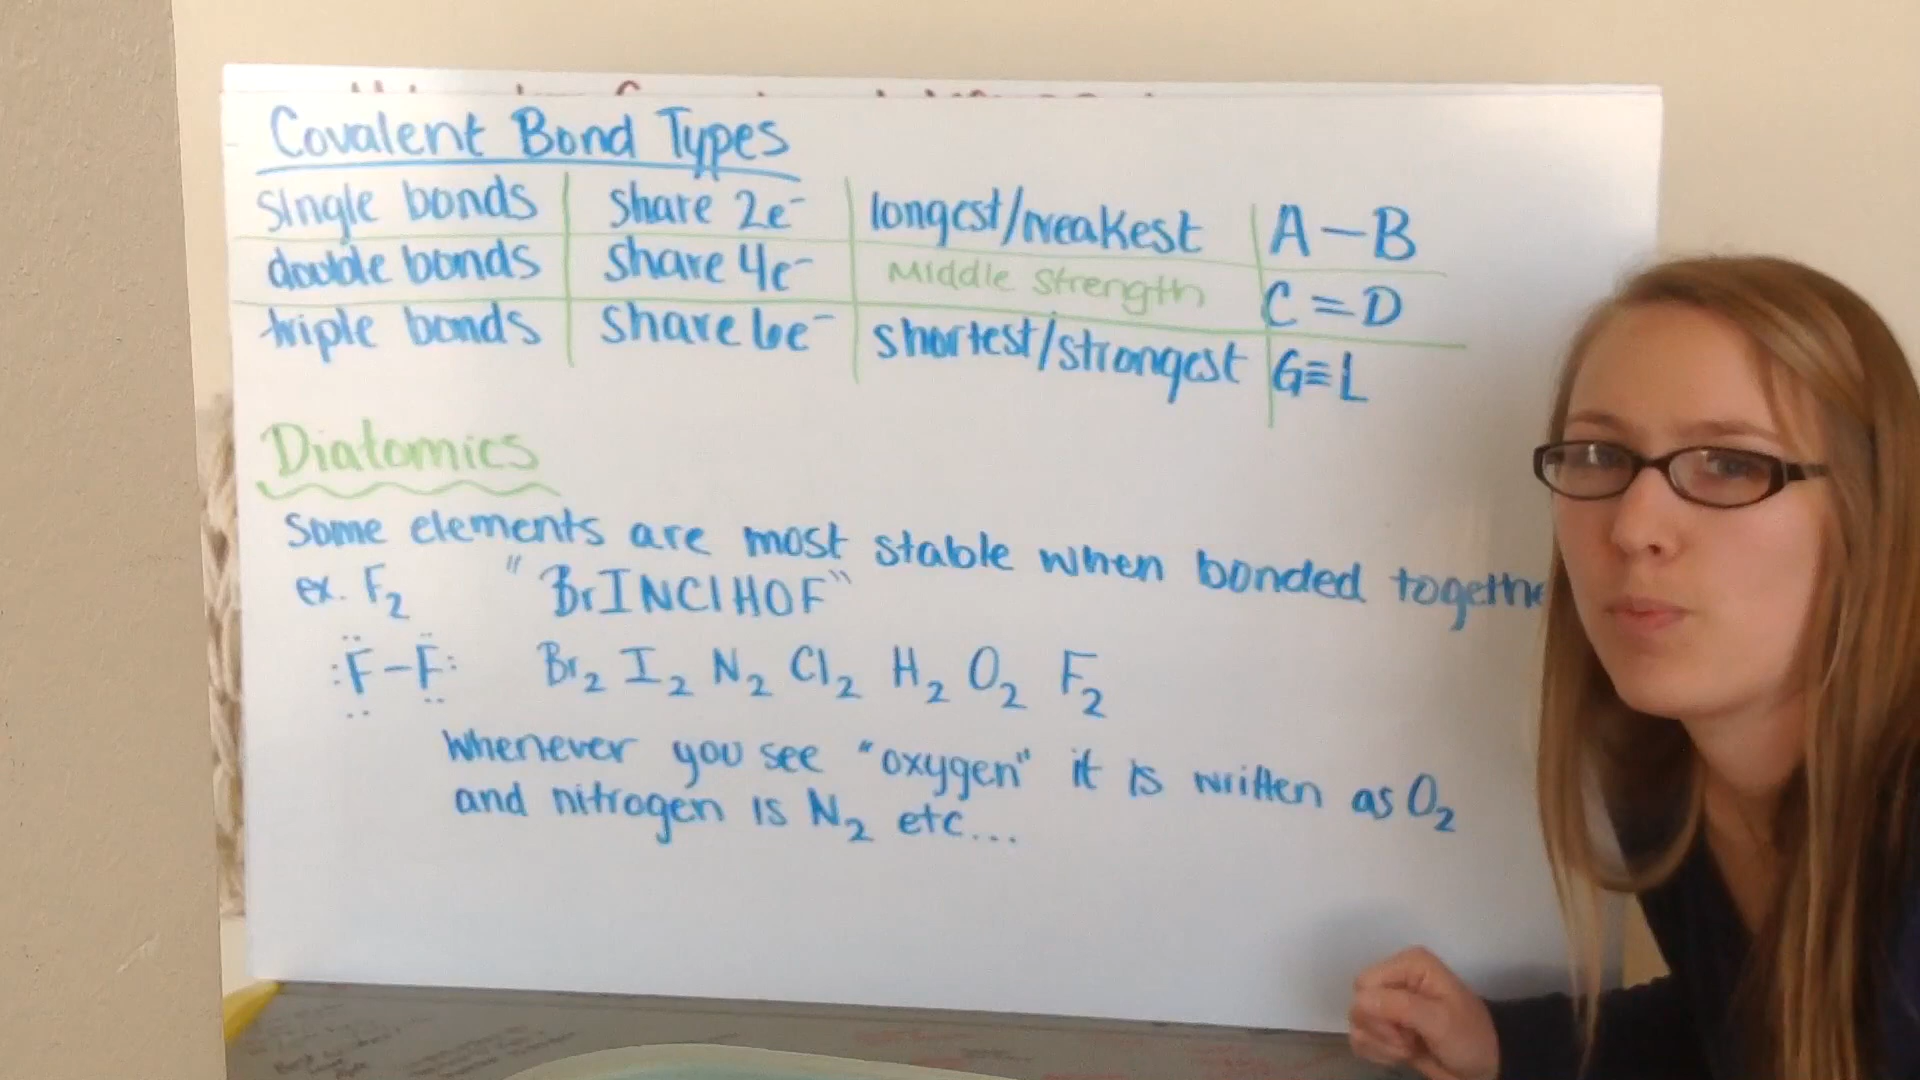 Covalent Bond Types
single bonds share 2e⁻ longest/weakest A—B
double bonds share 4e⁻ Middle Strength C=D
triple bonds share 6e⁻ shortest/strongest G≡L
Diatomics
Some elements are most stable when bonded togethe
ex. F₂ "BrINClHOF"
:F—F: Br₂ I₂ N₂ Cl₂ H₂ O₂ F₂
Whenever you see "oxygen" it is written as O₂
and nitrogen is N₂ etc...